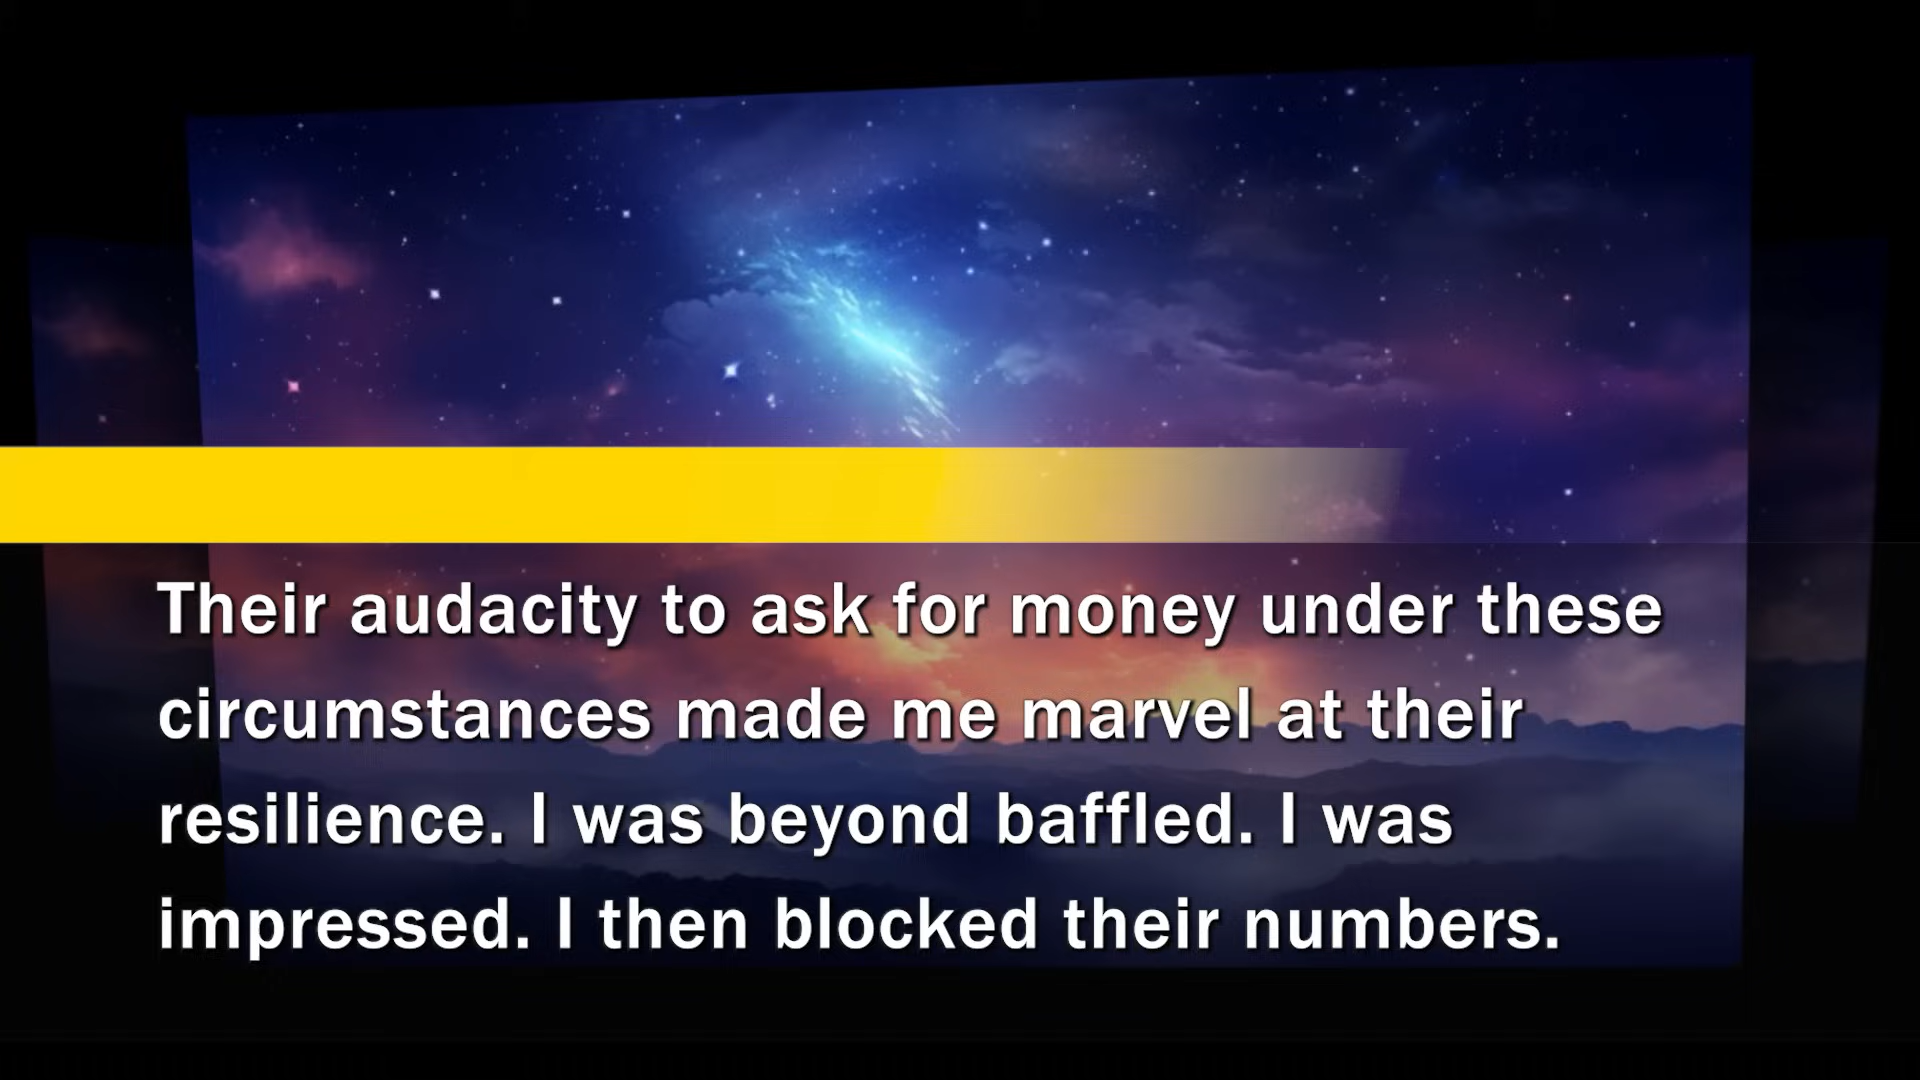 Their audacity to ask for money under these
circumstances made me marvel at their
resilience. I was beyond baffled. I was
impressed. I then blocked their numbers.